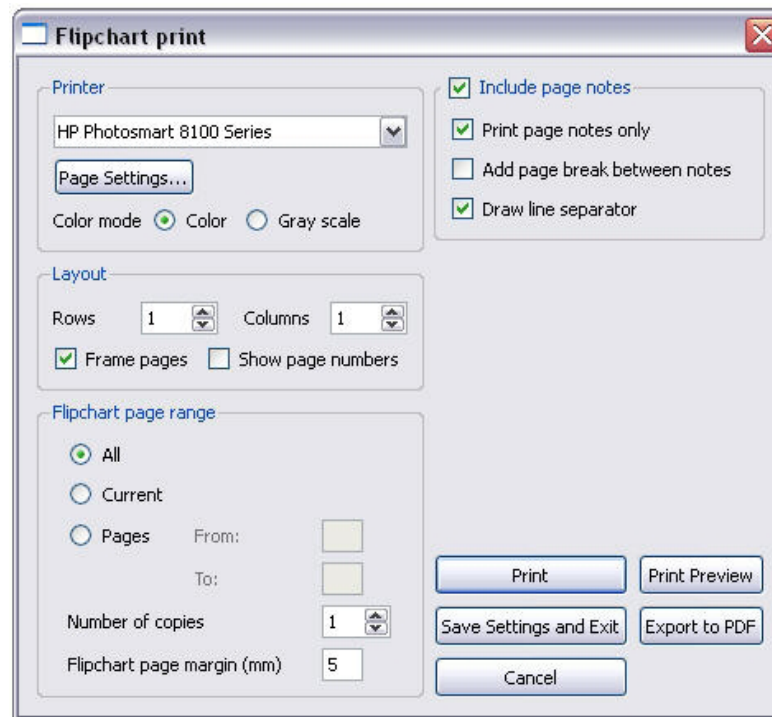 Flipchart print
Printer
HP Photosmart 8100 Series
Page Settings...
Color mode Color Gray scale
Layout
Rows 1 Columns 1
Frame pages Show page numbers
Flipchart page range
All
Current
Pages From:
To:
Number of copies 1
Flipchart page margin (mm) 5
Include page notes
Print page notes only
Add page break between notes
Draw line separator
Print Print Preview
Save Settings and Exit Export to PDF
Cancel